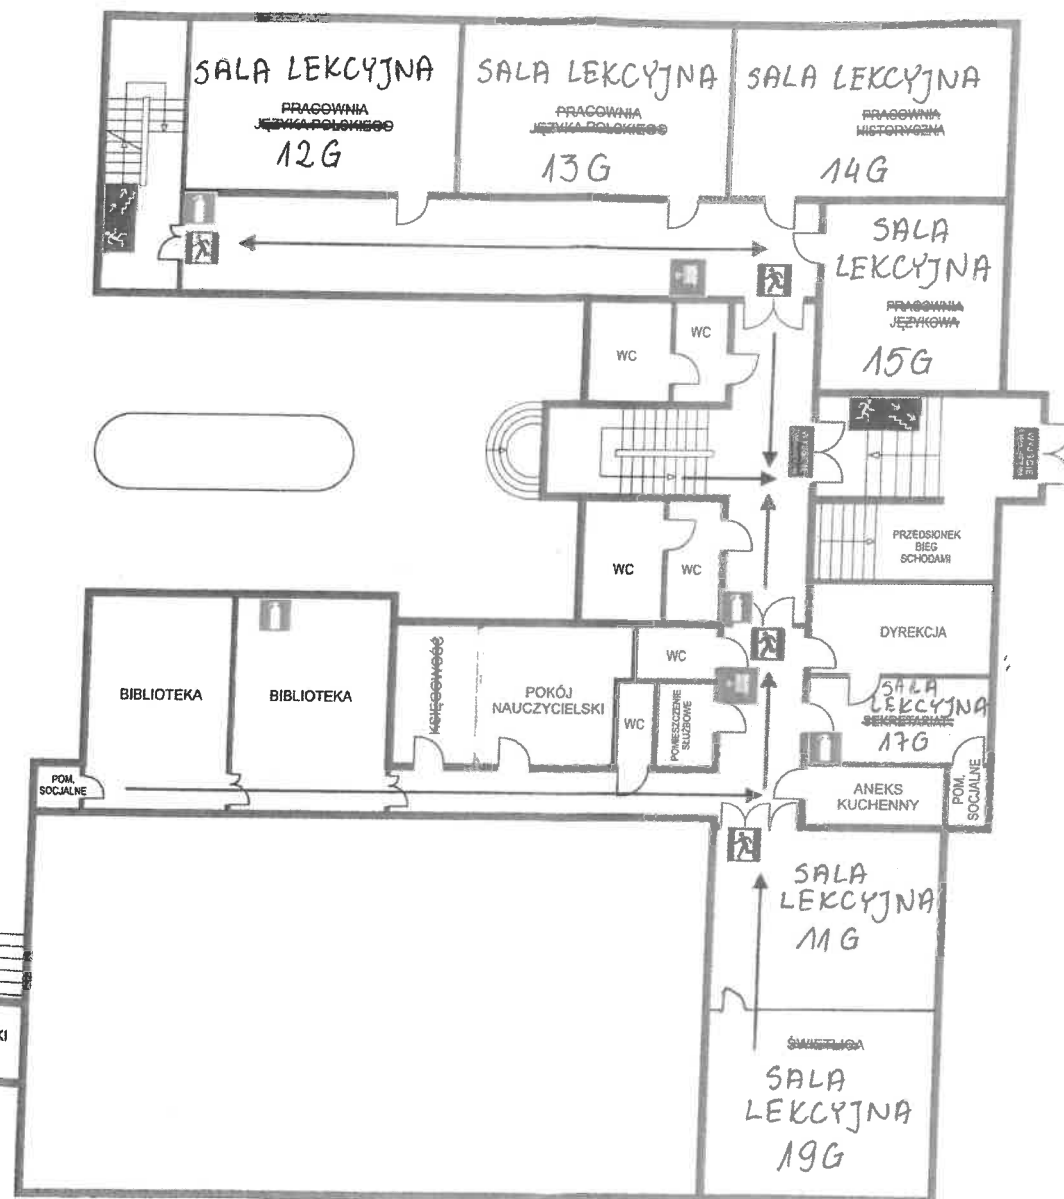 SALA LEKCYJNA
PRACOWNIA
JĘZYKA POLSKIEGO
12G
SALA LEKCYJNA
PRACOWNIA
JĘZYKA POLSKIEGO
13G
SALA LEKCYJNA
PRACOWNIA
HISTORYCZNA
14G
SALA
LEKCYJNA
PRACOWNIA
JĘZYKOWA
15G
WC
WC
PRZEDSIONEK
BIEG
SCHODAMI
WC
WC
DYREKCJA
BIBLIOTEKA
BIBLIOTEKA
KSIĘGOWOŚĆ
POKÓJ
NAUCZYCIELSKI
WC
WC
POMIESZCZENIE
SŁUŻBOWE
SALA
LEKCYJNA
SEKRETARIAT
17G
POM.
SOCJALNE
ANEKS
KUCHENNY
POM.
SOCJALNE
SALA
LEKCYJNA
11G
KI
ŚWIETLICA
SALA
LEKCYJNA
19G